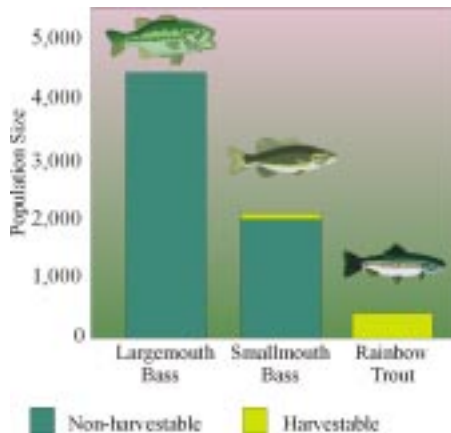 Population Size
5,000
4,000
3,000
2,000
1,000
0
Largemouth
Bass
Smallmouth
Bass
Rainbow
Trout
Non-harvestable
Harvestable